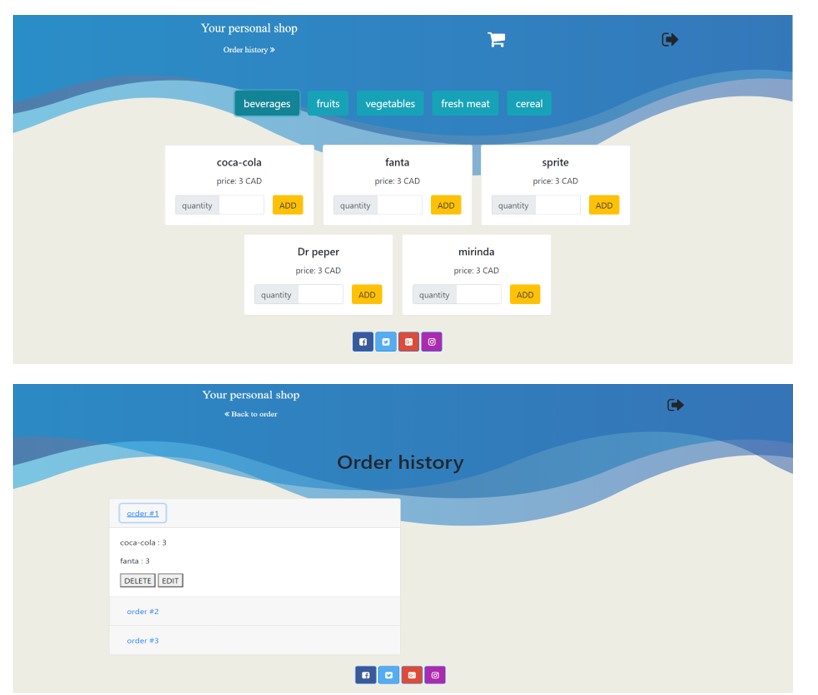 Your personal shop
Order history »
beverages fruits vegetables fresh meat cereal
coca-cola fanta sprite
price: 3 CAD price: 3 CAD price: 3 CAD
quantity ADD quantity ADD quantity ADD
Dr peper mirinda
price: 3 CAD price: 3 CAD
quantity ADD quantity ADD
Your personal shop
« Back to order
Order history
order #1
coca-cola : 3
fanta : 3
DELETE EDIT
order #2
order #3